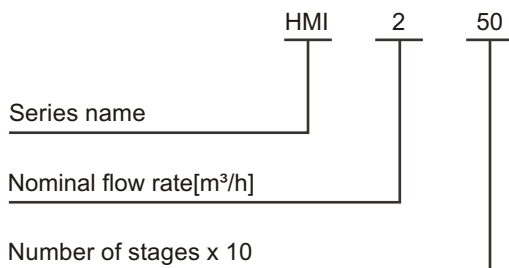 HMI 2 50
Series name
Nominal flow rate[m³/h]
Number of stages x 10